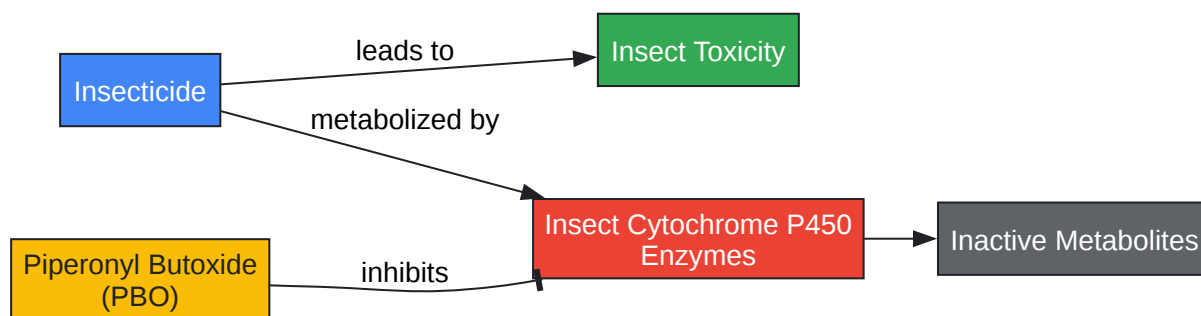 leads to
Insect Toxicity
Insecticide
metabolized by
Insect Cytochrome P450
Enzymes
Inactive Metabolites
Piperonyl Butoxide
(PBO)
inhibits